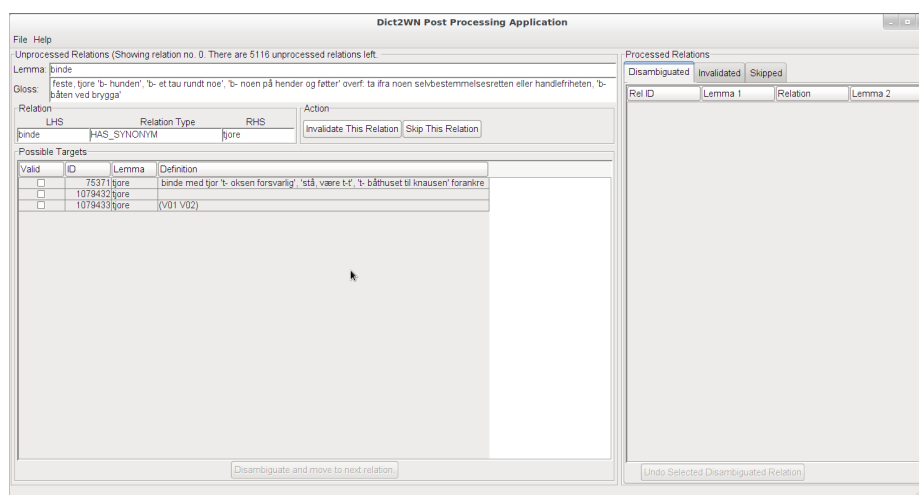 Dict2WN Post Processing Application
File Help
Unprocessed Relations (Showing relation no. 0. There are 5116 unprocessed relations left.
Lemma: binde
Gloss: feste, tjore 'b- hunden', 'b- et tau rundt noe', 'b- noen på hender og føtter' overf. ta ifra noen selvbestemmelsesretten eller handlefriheten, 'b-
båten ved brygga'
Relation
LHS Relation Type RHS
binde HAS_SYNONYM tjore
Action
Invalidate This Relation Skip This Relation
Possible Targets
Valid ID Lemma Definition
75371 tjore binde med tjor 't- oksen forsvarlig', 'stå, være t-t', 't- båthuset til knausen' forankre
1079432 tjore
1079433 tjore (V01 V02)
Disambiguate and move to next relation.
Processed Relations
Disambiguated Invalidated Skipped
Rel ID Lemma 1 Relation Lemma 2
Undo Selected Disambiguated Relation